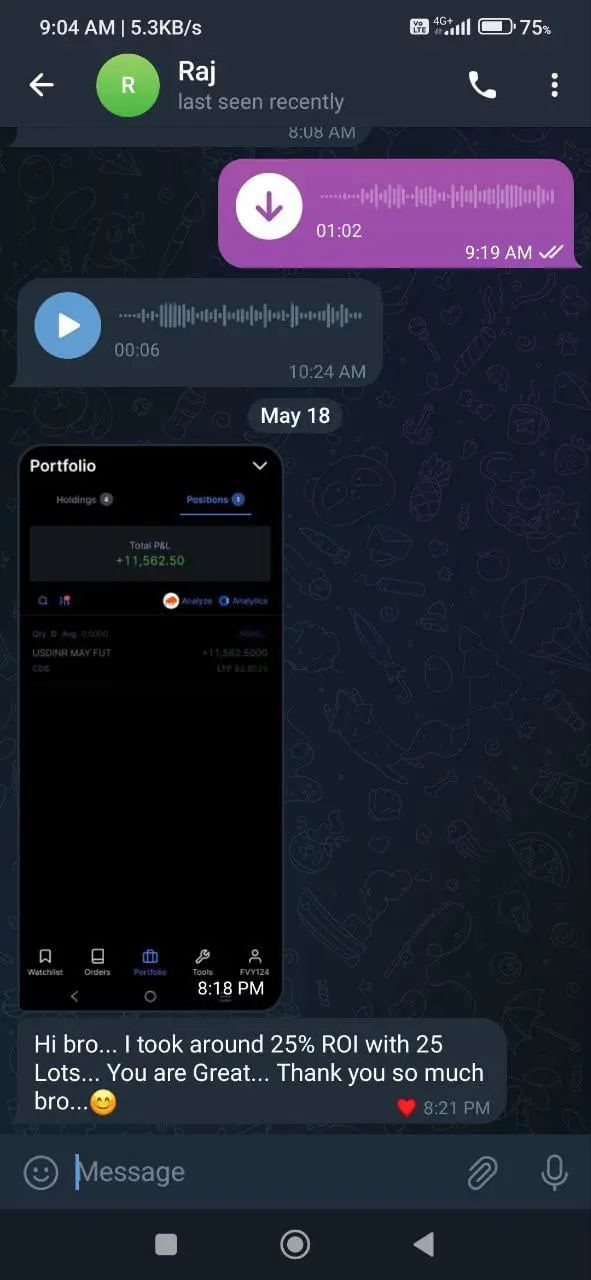 9:04 AM | 5.3KB/s
Vo LTE 4G+ 75%
R
Raj
last seen recently
8:08 AM
01:02
9:19 AM
00:06
10:24 AM
May 18
Portfolio
Holdings 4 Positions 1
Total P&L
+11,562.50
Analyze Analytics
Qty. 0 Avg. 0.0000 NRML
USDINR MAY FUT +11,562.5000
CDS LTP
Watchlist Orders Portfolio Tools FVY124
8:18 PM
Hi bro... I took around 25% ROI with 25
Lots... You are Great... Thank you so much
bro...😊
❤️ 8:21 PM
Message